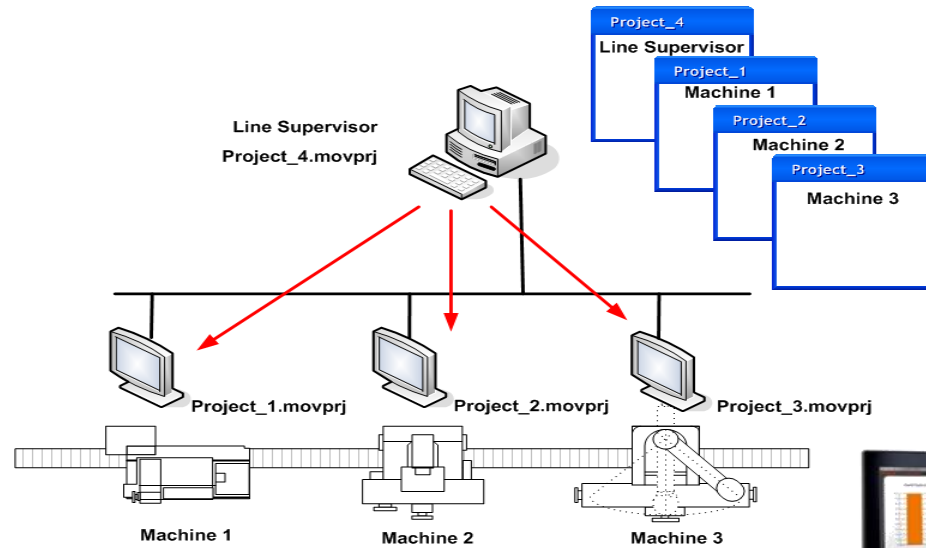 Project_4
Line Supervisor
Project_1
Machine 1
Project_2
Machine 2
Project_3
Machine 3
Line Supervisor
Project_4.movprj
Project_1.movprj
Project_2.movprj
Project_3.movprj
Machine 1
Machine 2
Machine 3